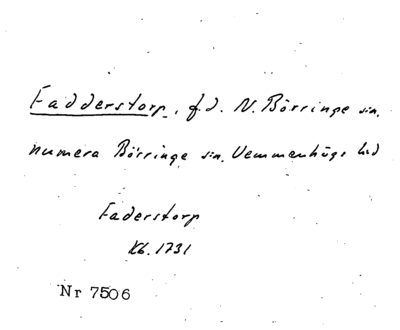 Fadderstorp, f.d. N. Börringe sn.
numera Börringe sn. Vemmenhögs hd
Faderstorp
Kb. 1731
Nr 7506